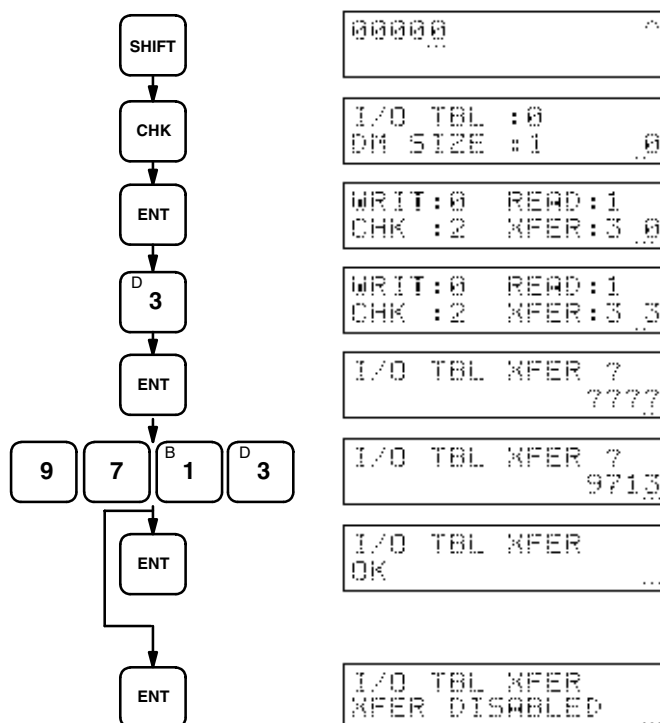 SHIFT
00000
CHK
I/O TBL :0
DM SIZE :1 0
ENT
WRIT:0 READ:1
CHK :2 XFER:3 0
D
3
WRIT:0 READ:1
CHK :2 XFER:3 3
ENT
I/O TBL XFER ?
????
9 7 B 1 D 3
I/O TBL XFER ?
9713
ENT
I/O TBL XFER
OK
ENT
I/O TBL XFER
XFER DISABLED